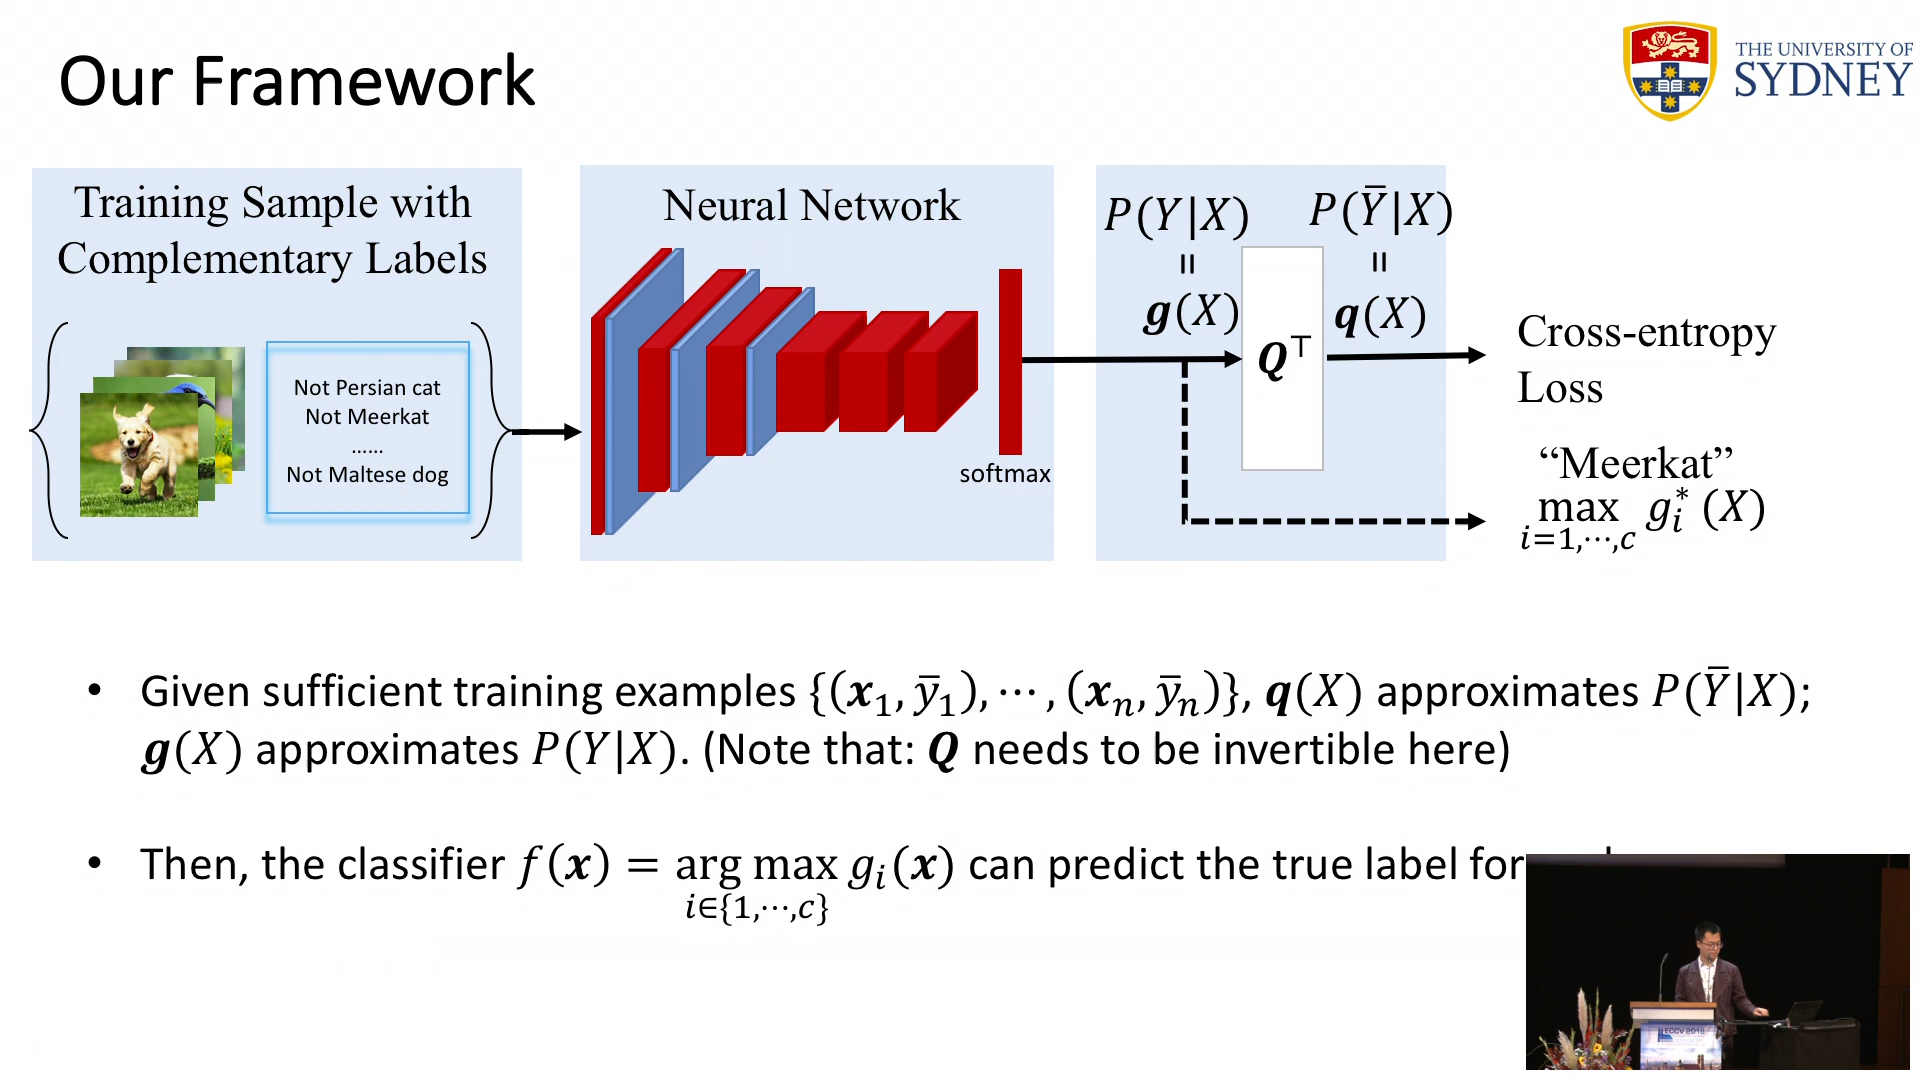 Our Framework
THE UNIVERSITY OF
SYDNEY
Training Sample with
Complementary Labels
Not Persian cat
Not Meerkat
......
Not Maltese dog
Neural Network
softmax
P(Y|X)
=
g(X)
Q⊤
P(Ȳ|X)
=
q(X)
Cross-entropy
Loss
“Meerkat”
max g*ᵢ(X)
i=1,⋯,c
• Given sufficient training examples {(x₁, ȳ₁), ⋯ , (xₙ, ȳₙ)}, q(X) approximates P(Ȳ|X);
g(X) approximates P(Y|X). (Note that: Q needs to be invertible here)
• Then, the classifier f(x) = arg max gᵢ(x) can predict the true label for
i∈{1,⋯,c}
ECCV 2018